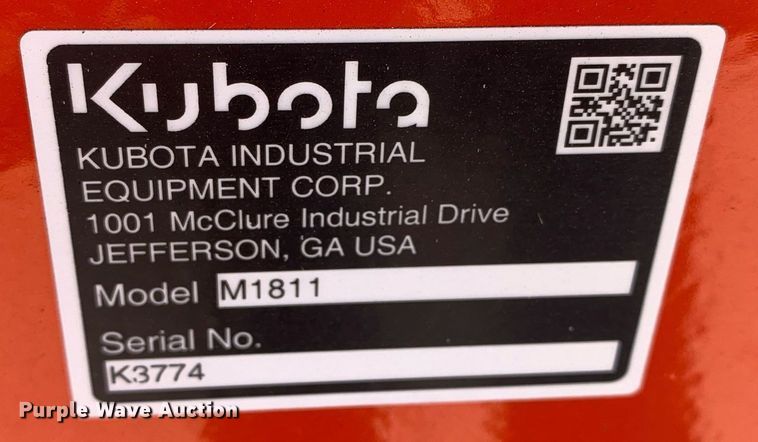 Kubota
KUBOTA INDUSTRIAL
EQUIPMENT CORP.
1001 McClure Industrial Drive
JEFFERSON, GA USA
Model M1811
Serial No.
K3774
Purple Wave Auction